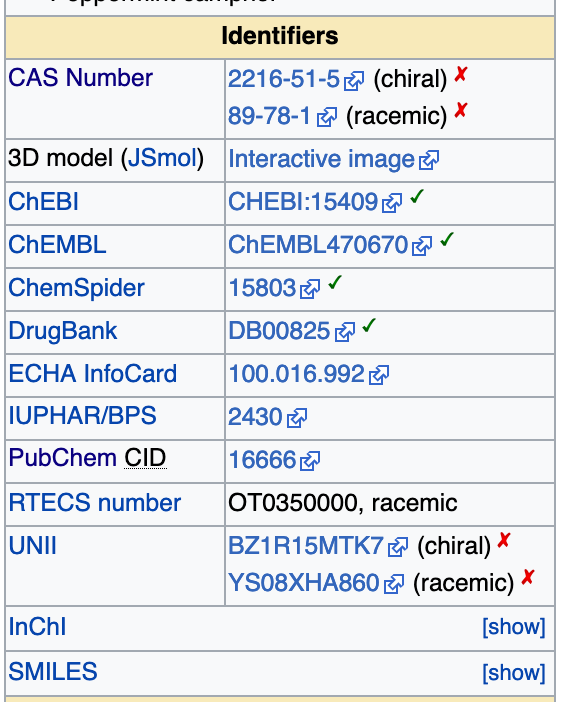 Peppermint camphor
Identifiers
CAS Number 2216-51-5 (chiral) ✗
89-78-1 (racemic) ✗
3D model (JSmol) Interactive image
ChEBI CHEBI:15409 ✓
ChEMBL ChEMBL470670 ✓
ChemSpider 15803 ✓
DrugBank DB00825 ✓
ECHA InfoCard 100.016.992
IUPHAR/BPS 2430
PubChem CID 16666
RTECS number OT0350000, racemic
UNII BZ1R15MTK7 (chiral) ✗
YS08XHA860 (racemic) ✗
InChI [show]
SMILES [show]